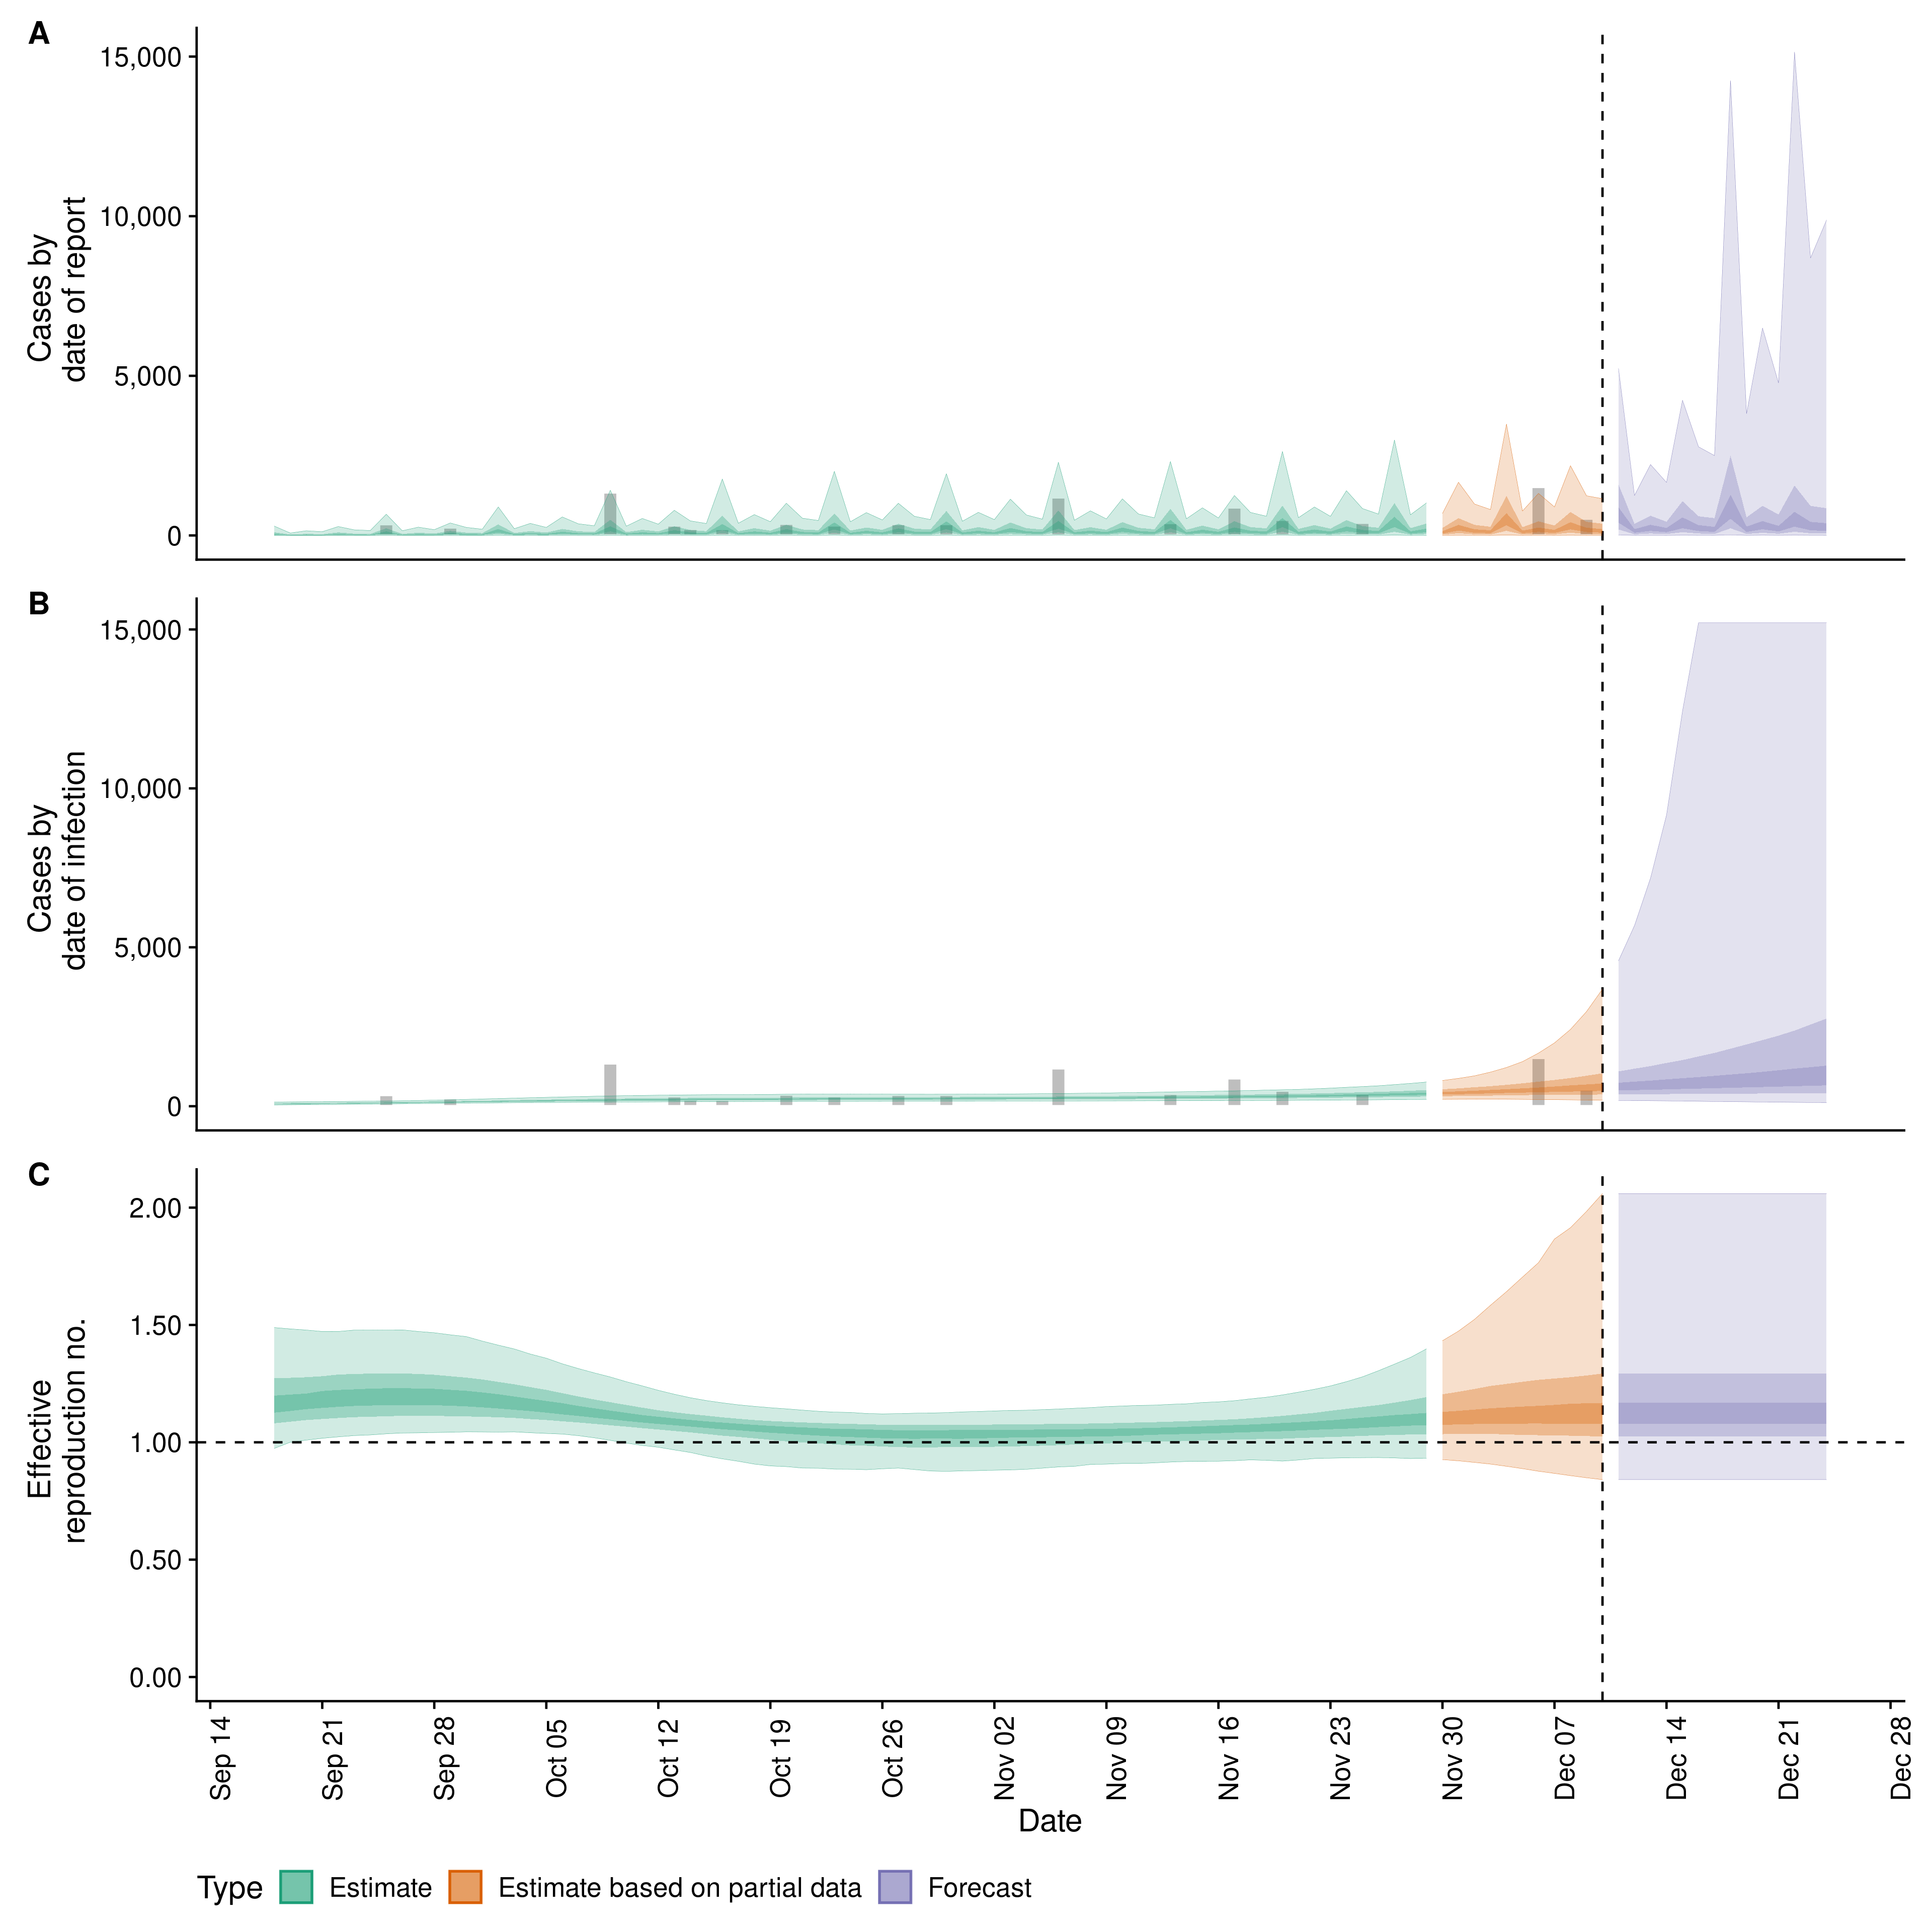 A
15,000
10,000
5,000
0
Cases by
date of report
B
15,000
10,000
5,000
0
Cases by
date of infection
C
2.00
1.50
1.00
0.50
0.00
Effective
reproduction no.
Sep 14
Sep 21
Sep 28
Oct 05
Oct 12
Oct 19
Oct 26
Nov 02
Nov 09
Nov 16
Nov 23
Nov 30
Dec 07
Dec 14
Dec 21
Dec 28
Date
Type Estimate Estimate based on partial data Forecast